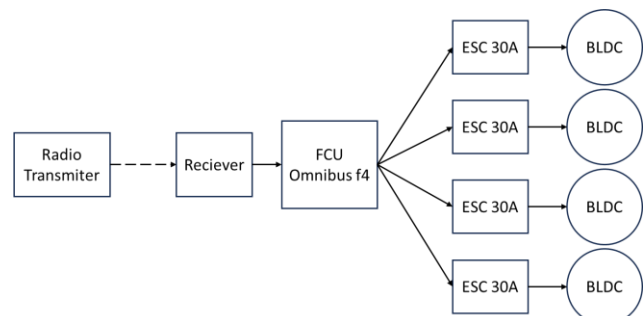 Radio
Transmiter
Reciever
FCU
Omnibus f4
ESC 30A
BLDC
ESC 30A
BLDC
ESC 30A
BLDC
ESC 30A
BLDC